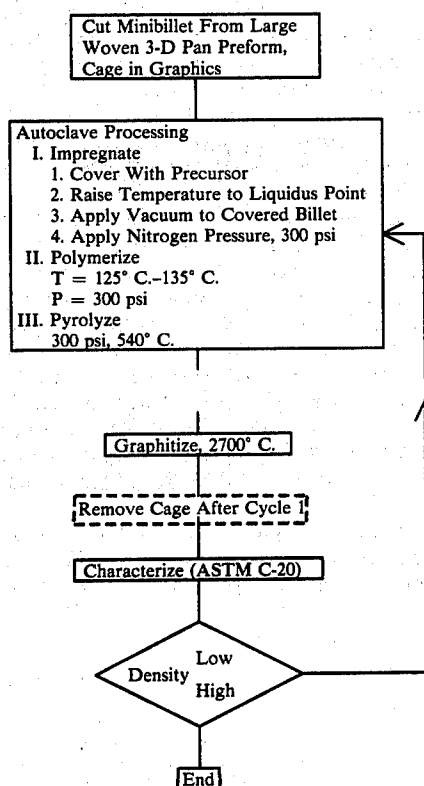 Cut Minibillet From Large
Woven 3-D Pan Preform,
Cage in Graphics
Autoclave Processing
I. Impregnate
1. Cover With Precursor
2. Raise Temperature to Liquidus Point
3. Apply Vacuum to Covered Billet
4. Apply Nitrogen Pressure, 300 psi
II. Polymerize
T = 125° C.-135° C.
P = 300 psi
III. Pyrolyze
300 psi, 540° C.
Graphitize, 2700° C.
Remove Cage After Cycle 1
Characterize (ASTM C-20)
Low
Density
High
End